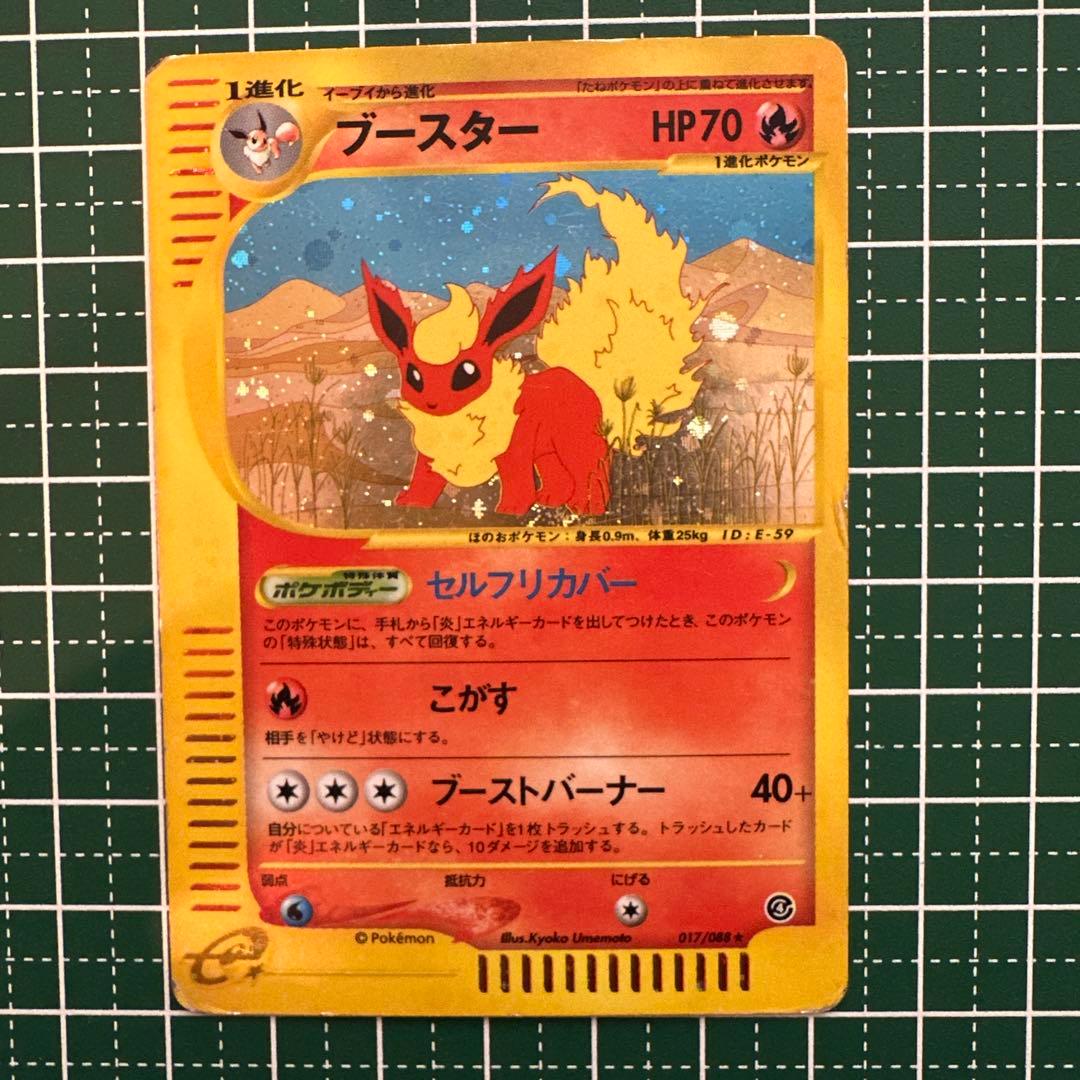 1進化
イーブイから進化
「たねポケモン」の上に重ねて進化させます。
ブースター
HP70
1進化ポケモン
ほのおポケモン：身長0.9m、体重25kg ID：E-59
特殊体質
ポケボディー
セルフリカバー
このポケモンに、手札から「炎」エネルギーカードを出してつけたとき、このポケモン
の「特殊状態」は、すべて回復する。
こがす
相手を「やけど」状態にする。
ブーストバーナー
40+
自分についている「エネルギーカード」を1枚トラッシュする。トラッシュしたカード
が「炎」エネルギーカードなら、10ダメージを追加する。
弱点
抵抗力
にげる
4
©Pokémon
Illus.Kyoko Umemoto
017/088★